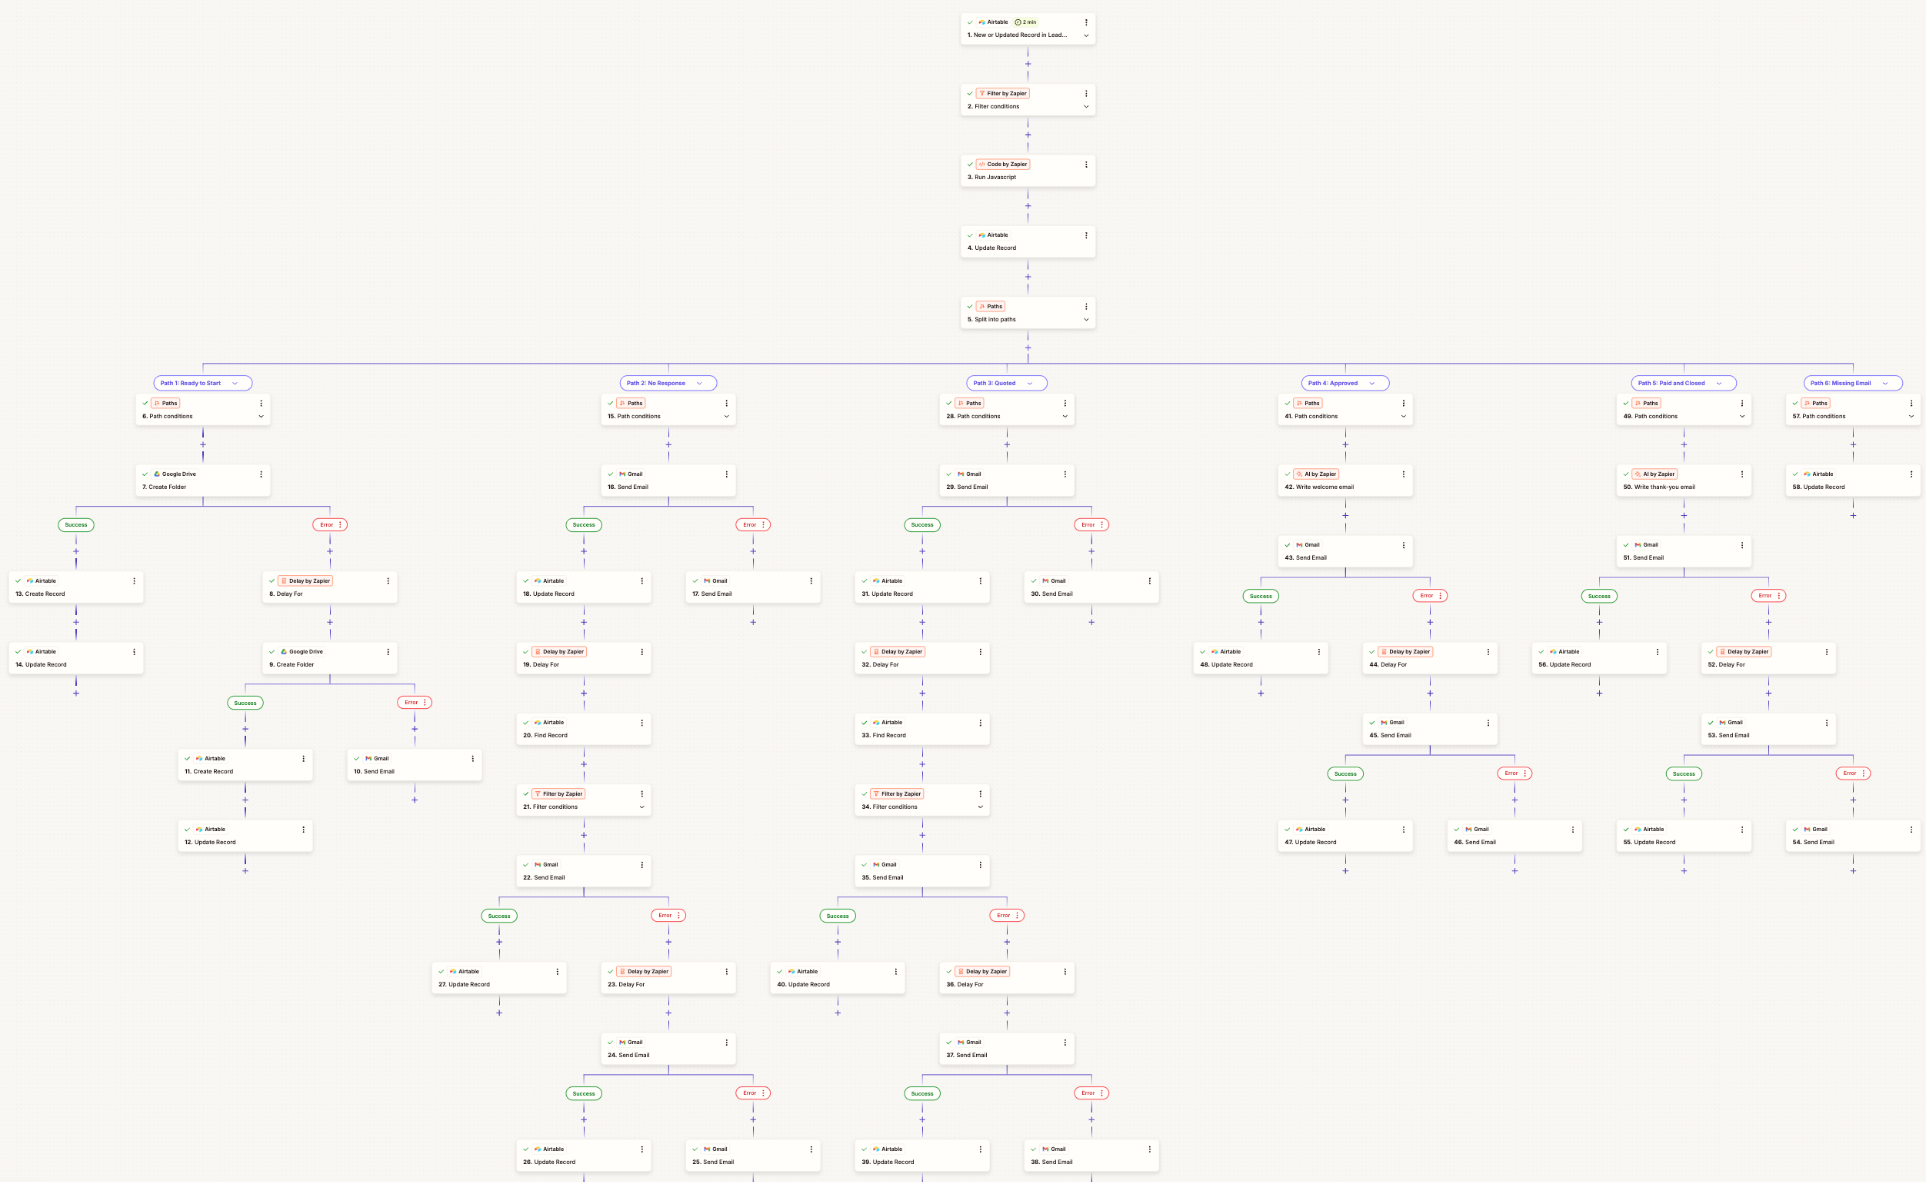 Airtable 2 min
1. New or Updated Record in Lead...
Filter by Zapier
2. Filter conditions
Code by Zapier
3. Run Javascript
Airtable
4. Update Record
Paths
5. Split into paths
Path 1: Ready to Start
Paths
6. Path conditions
Google Drive
7. Create Folder
Success
Error
Airtable
13. Create Record
Airtable
14. Update Record
Delay by Zapier
8. Delay For
Google Drive
9. Create Folder
Success
Error
Airtable
11. Create Record
Airtable
12. Update Record
Gmail
10. Send Email
Path 2: No Response
Paths
15. Path conditions
Gmail
16. Send Email
Success
Error
Airtable
18. Update Record
Gmail
17. Send Email
Delay by Zapier
19. Delay For
Airtable
20. Find Record
Filter by Zapier
21. Filter conditions
Gmail
22. Send Email
Success
Error
Airtable
27. Update Record
Delay by Zapier
23. Delay For
Gmail
24. Send Email
Success
Error
Airtable
26. Update Record
Gmail
25. Send Email
Path 3: Quoted
Paths
28. Path conditions
Gmail
29. Send Email
Success
Error
Airtable
31. Update Record
Gmail
30. Send Email
Delay by Zapier
32. Delay For
Airtable
33. Find Record
Filter by Zapier
34. Filter conditions
Gmail
35. Send Email
Success
Error
Airtable
40. Update Record
Delay by Zapier
36. Delay For
Gmail
37. Send Email
Success
Error
Airtable
39. Update Record
Gmail
38. Send Email
Path 4: Approved
Paths
41. Path conditions
AI by Zapier
42. Write welcome email
Gmail
43. Send Email
Success
Error
Airtable
48. Update Record
Delay by Zapier
44. Delay For
Gmail
45. Send Email
Success
Error
Airtable
47. Update Record
Gmail
46. Send Email
Path 5: Paid and Closed
Paths
49. Path conditions
AI by Zapier
50. Write thank-you email
Gmail
51. Send Email
Success
Error
Airtable
56. Update Record
Delay by Zapier
52. Delay For
Gmail
53. Send Email
Success
Error
Airtable
55. Update Record
Gmail
54. Send Email
Path 6: Missing Email
Paths
57. Path conditions
Airtable
58. Update Record